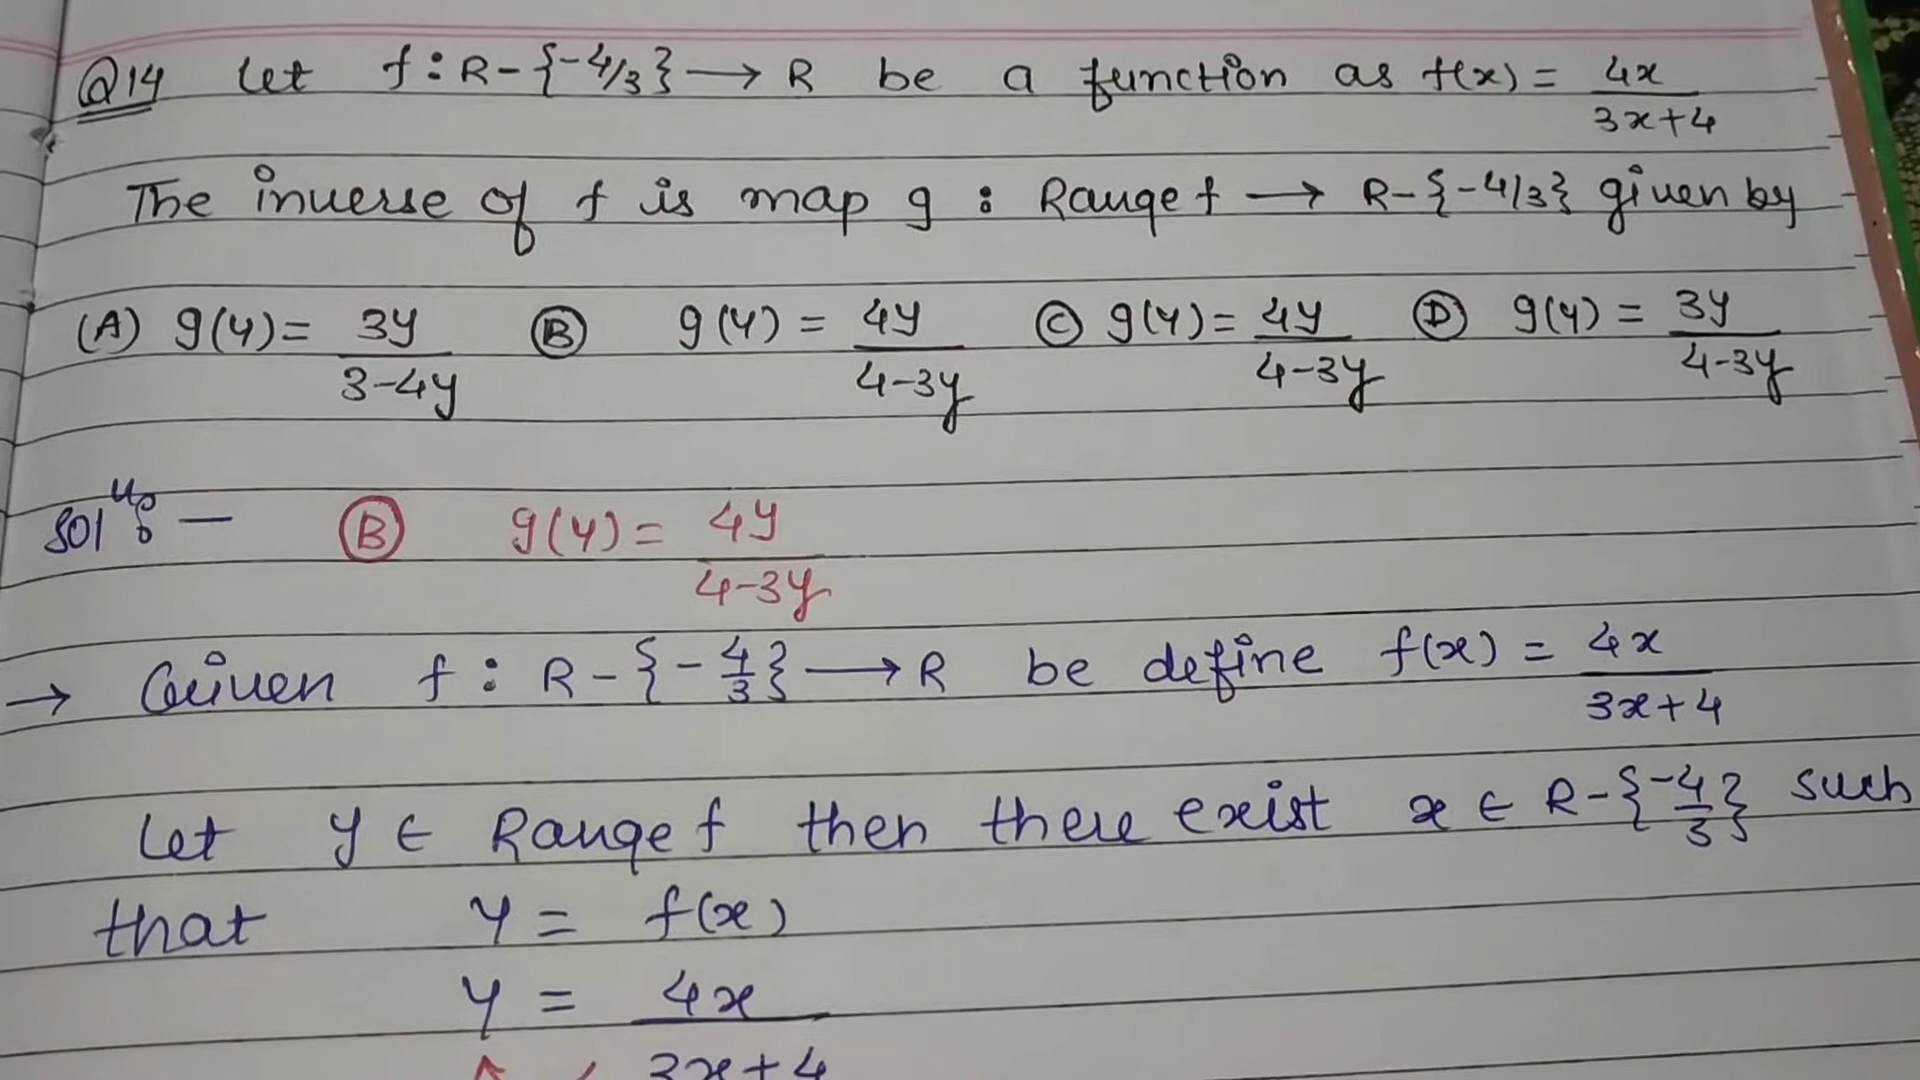 Q14 Let f : R - {-4/3} → R be a function as f(x) = 4x / 3x+4
The inverse of f is map g : Range f → R - {-4/3} given by
(A) g(y) = 3y / 3-4y (B) g(y) = 4y / 4-3y (C) g(y) = 4y / 4-3y (D) g(y) = 3y / 4-3y
Solⁿ: — (B) g(y) = 4y / 4-3y
→ Given f : R - {-4/3} → R be define f(x) = 4x / 3x+4
Let y ∈ Range f then there exist x ∈ R - {-4/3} such
that y = f(x)
y = 4x / 3x+4